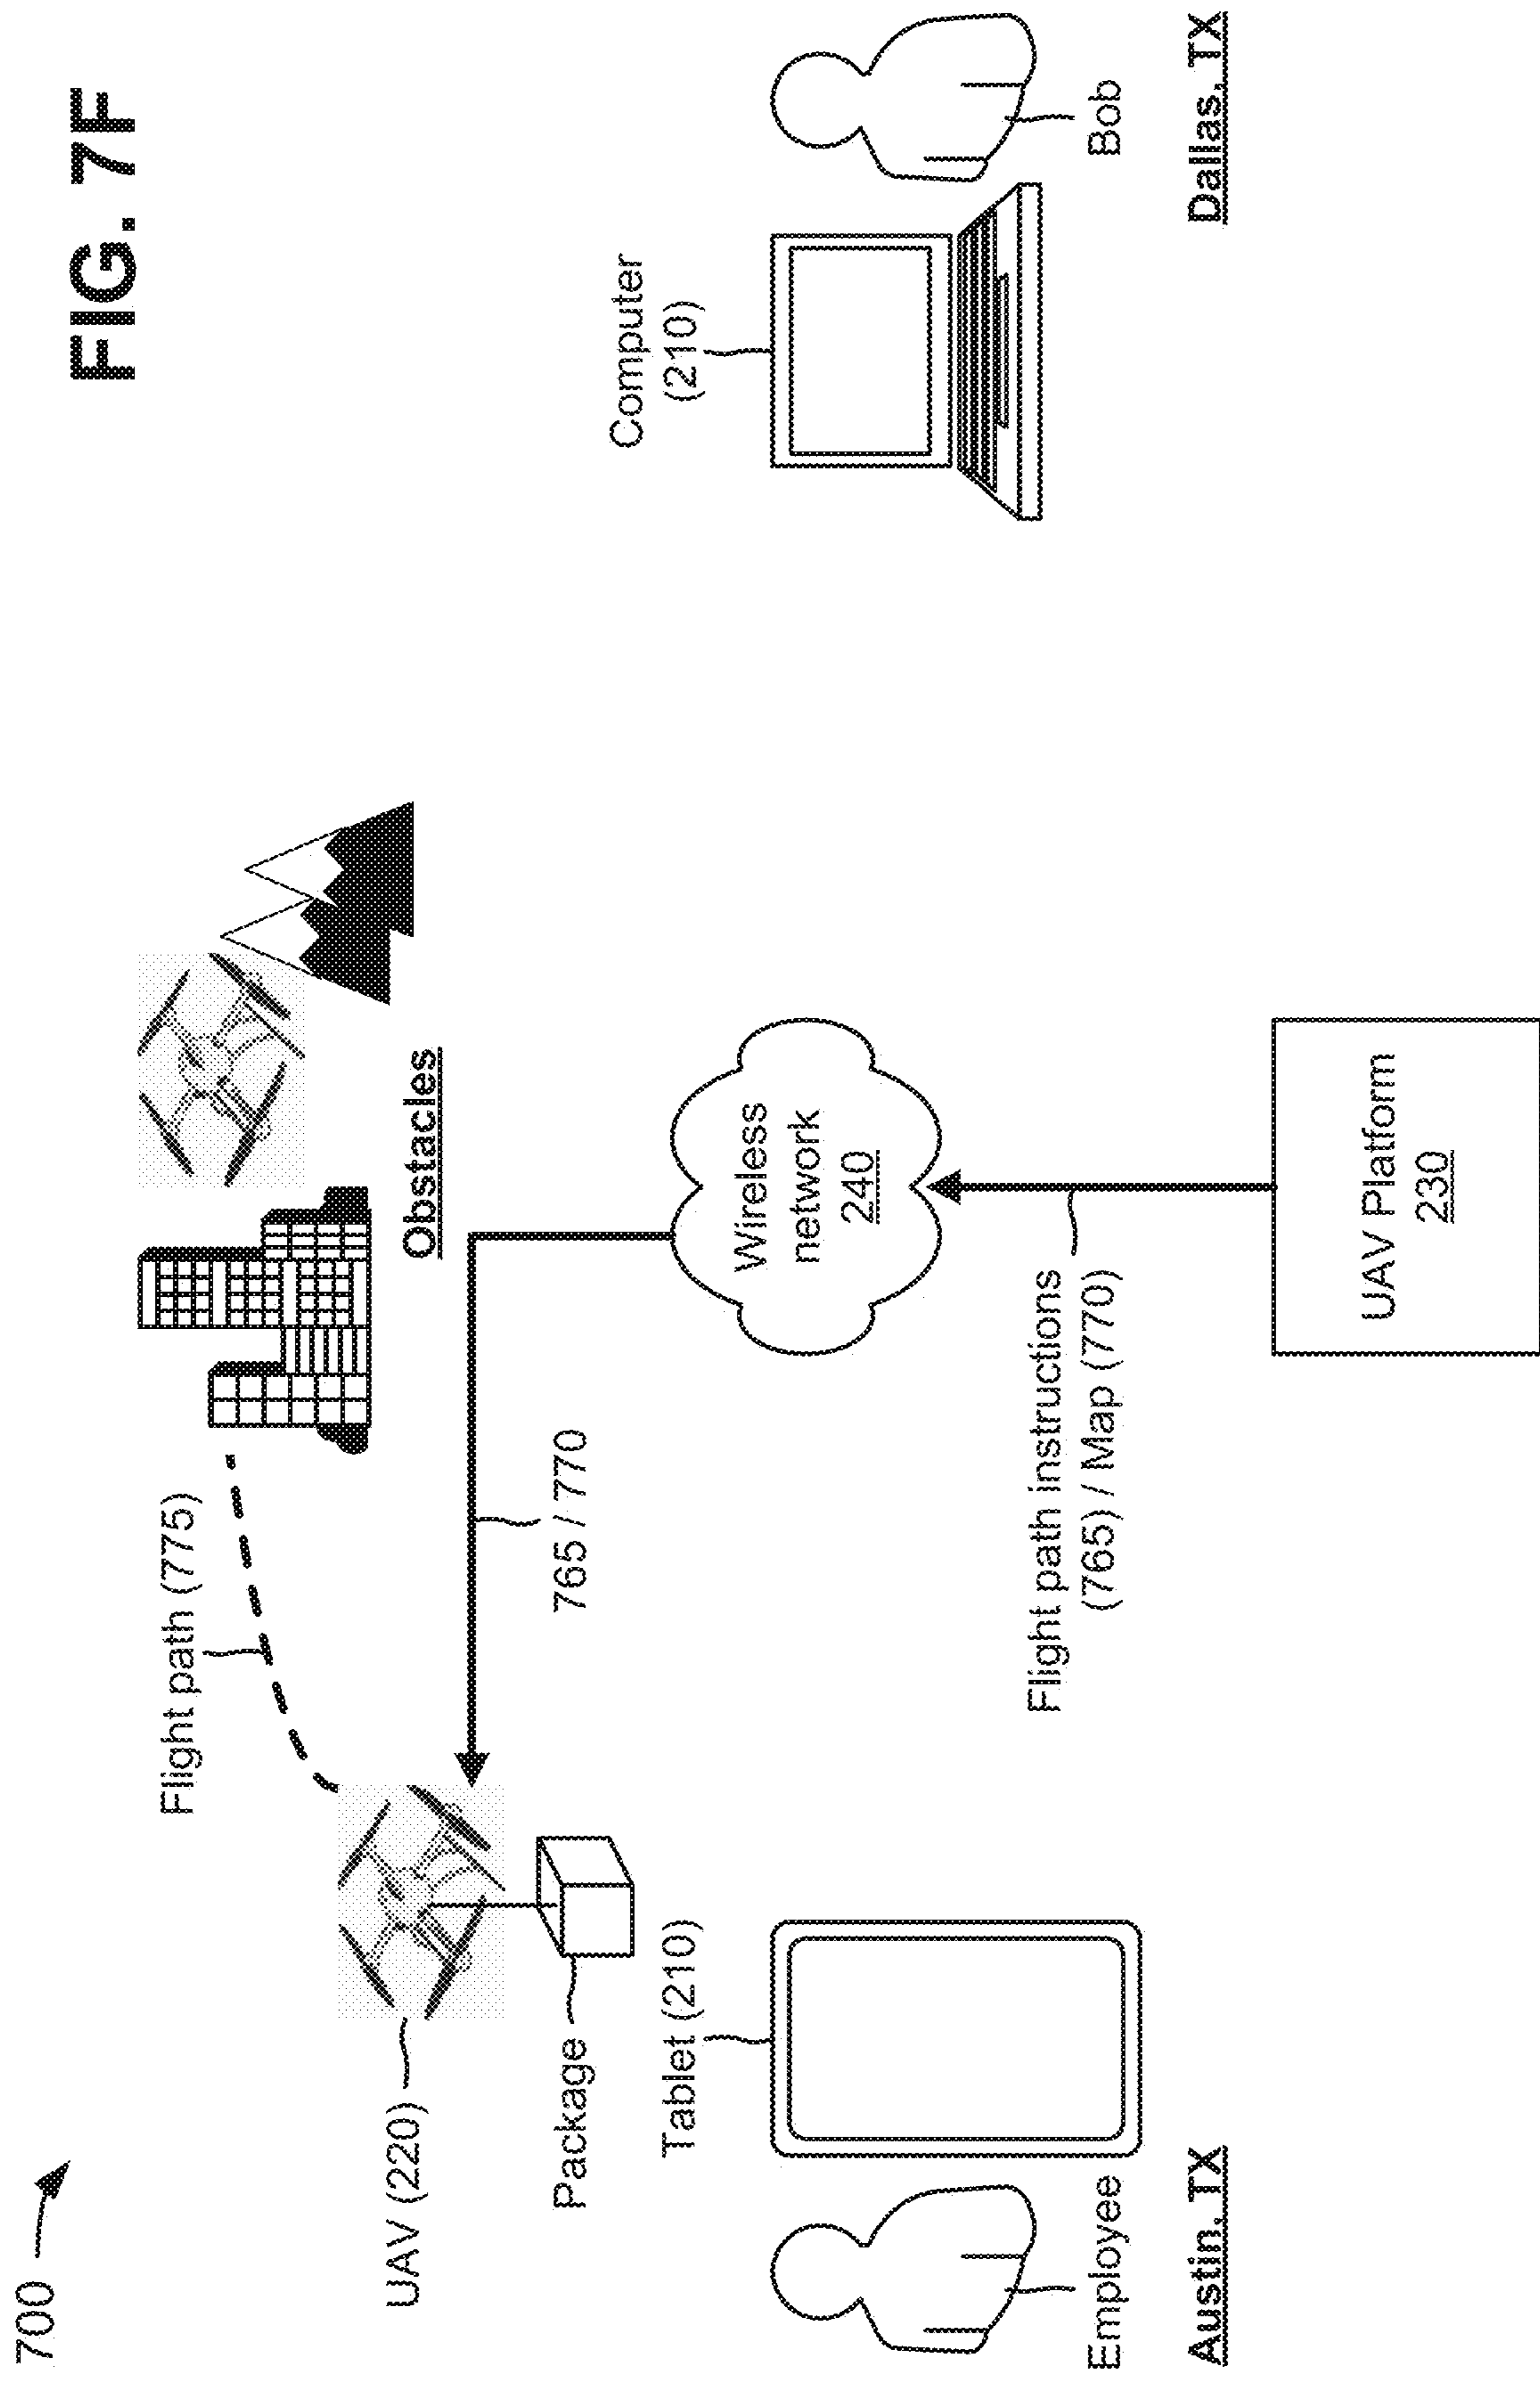 700
FIG. 7F
Flight path (775)
UAV (220)
Obstacles
Package
765 / 770
Tablet (210)
Computer
(210)
Wireless
network
240
Flight path instructions
(765) / Map (770)
Employee
Bob
Austin, TX
Dallas, TX
UAV Platform
230